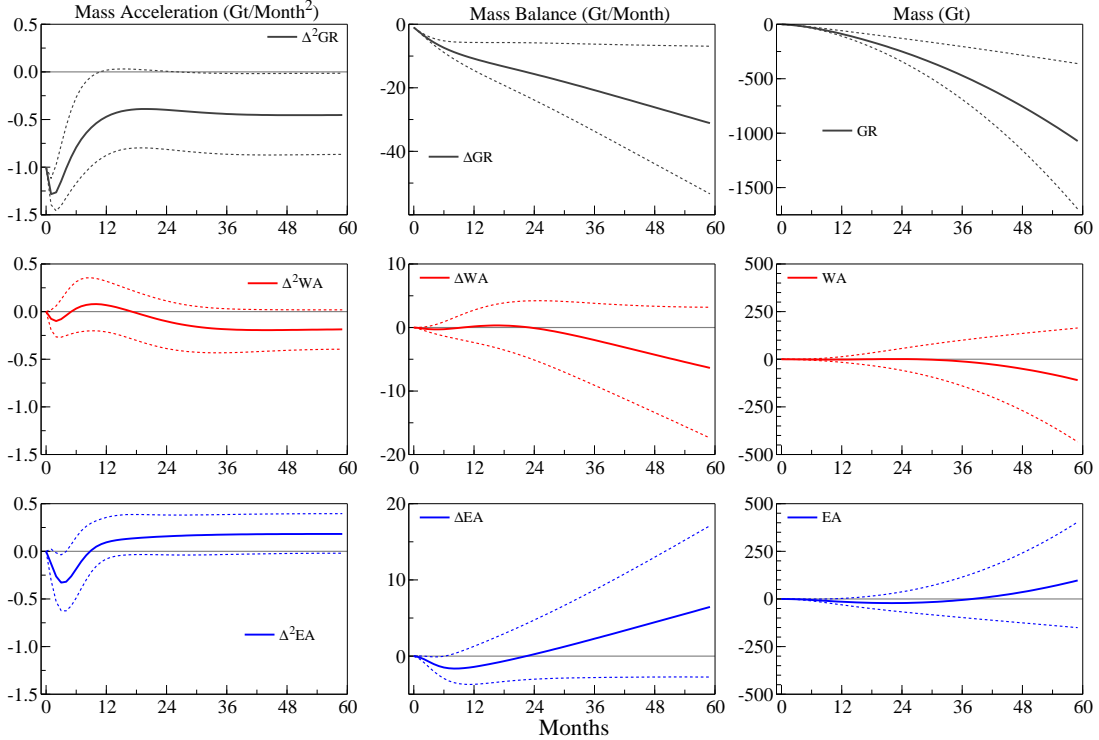 Mass Acceleration (Gt/Month²) Mass Balance (Gt/Month) Mass (Gt)
0.5 0.0 -0.5 -1.0 -1.5
Δ²GR
0 12 24 36 48 60
0 -20 -40
ΔGR
0 12 24 36 48 60
0 -500 -1000 -1500
GR
0 12 24 36 48 60
0.5 0.0 -0.5 -1.0 -1.5
Δ²WA
0 12 24 36 48 60
10 0 -10 -20
ΔWA
0 12 24 36 48 60
500 250 0 -250 -500
WA
0 12 24 36 48 60
0.5 0.0 -0.5 -1.0 -1.5
Δ²EA
0 12 24 36 48 60
20 10 0
ΔEA
0 12 24 36 48 60
500 250 0 -250 -500
EA
0 12 24 36 48 60
Months